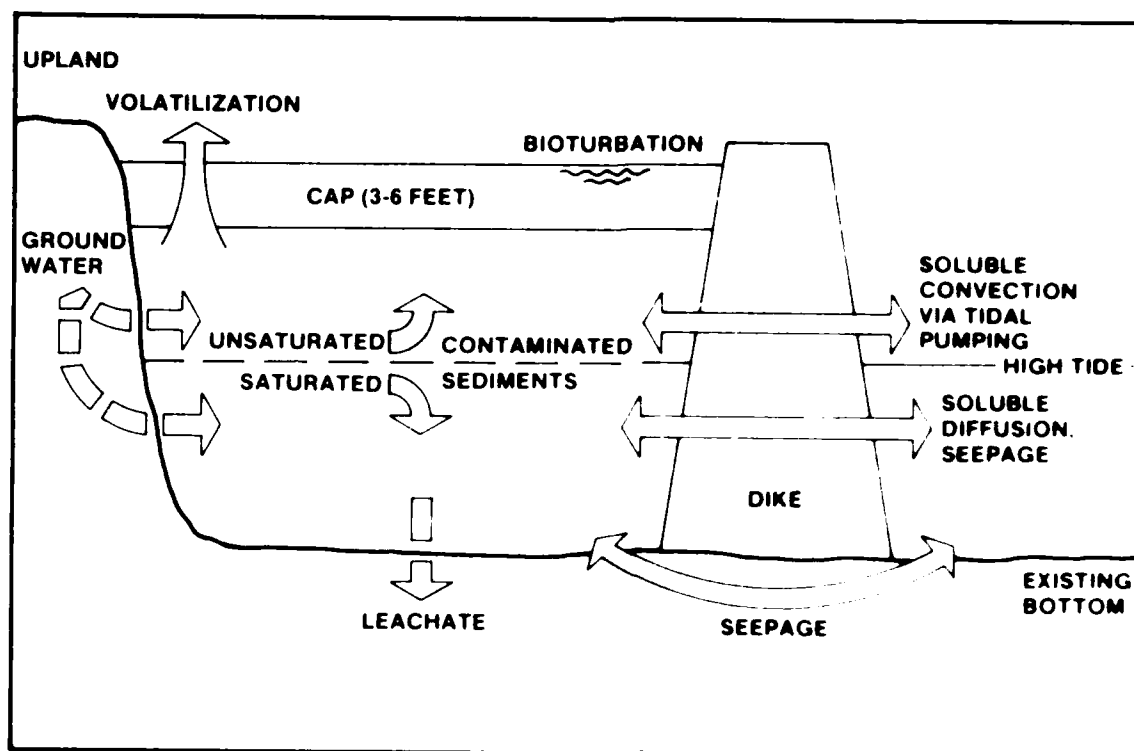 UPLAND
VOLATILIZATION
BIOTURBATION
CAP (3-6 FEET)
GROUND
WATER
SOLUBLE
CONVECTION
VIA TIDAL
PUMPING
UNSATURATED
CONTAMINATED
SATURATED
SEDIMENTS
HIGH TIDE
SOLUBLE
DIFFUSION.
SEEPAGE
DIKE
EXISTING
BOTTOM
LEACHATE
SEEPAGE